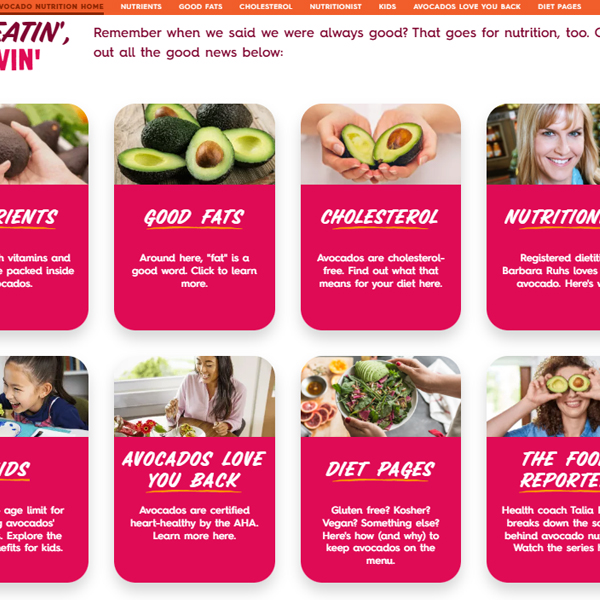 AVOCADO NUTRITION HOME NUTRIENTS GOOD FATS CHOLESTEROL NUTRITIONIST KIDS AVOCADOS LOVE YOU BACK DIET PAGES
EATIN',
VIN'
Remember when we said we were always good? That goes for nutrition, too.
out all the good news below:
RIENTS
vitamins and
packed inside
ocados.
GOOD FATS
Around here, "fat" is a
good word. Click to learn
more.
CHOLESTEROL
Avocados are cholesterol-
free. Find out what that
means for your diet here.
NUTRITION
Registered dietiti
Barbara Ruhs loves
avocado. Here's w
IDS
age limit for
avocados'
Explore the
efits for kids.
AVOCADOS LOVE
YOU BACK
Avocados are certified
heart-healthy by the AHA.
Learn more here.
DIET PAGES
Gluten free? Kosher?
Vegan? Something else?
Here's how (and why) to
keep avocados on the
menu.
THE FOO
REPORTE
Health coach Talia
breaks down the sc
behind avocado nu
Watch the series h